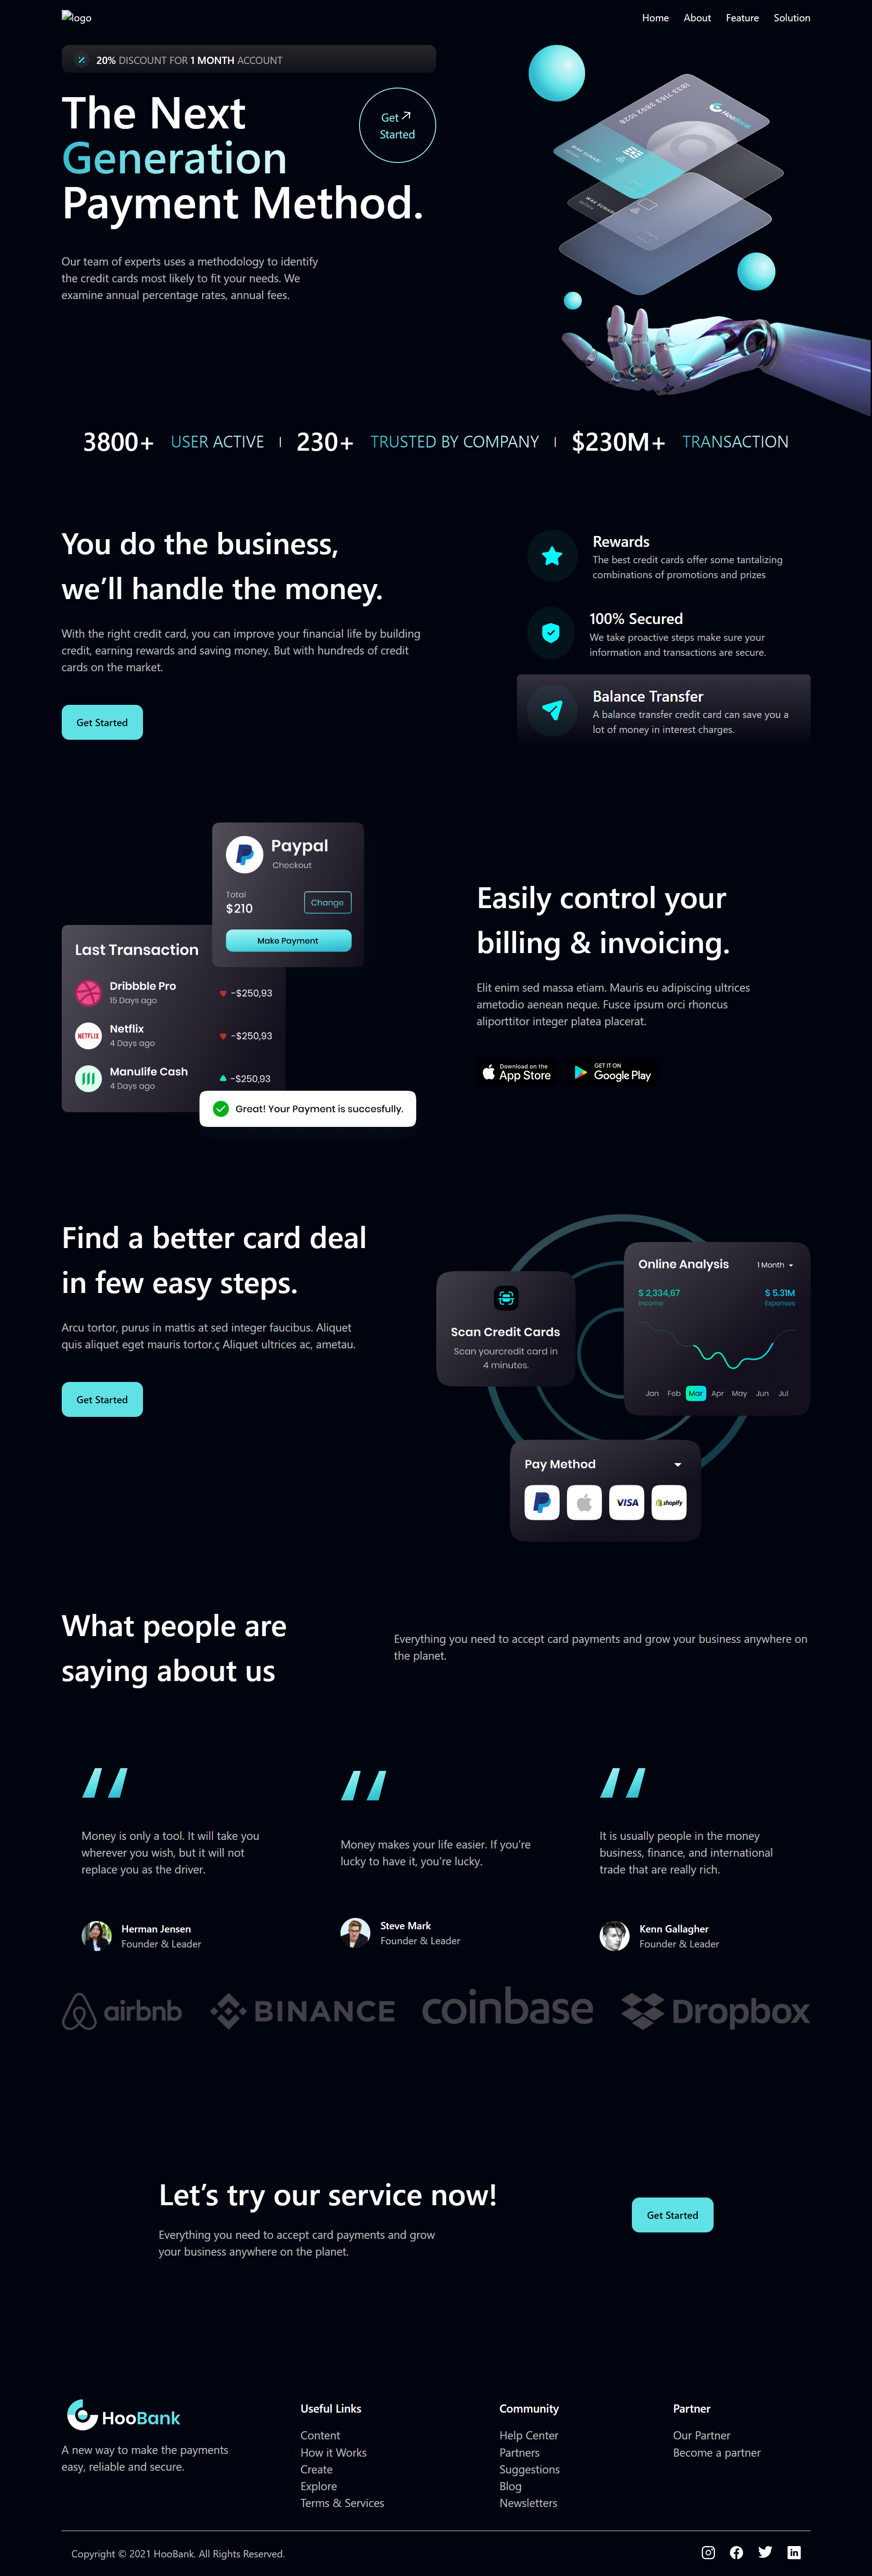 logo
Home About Feature Solution
20% DISCOUNT FOR 1 MONTH ACCOUNT
The Next
Generation
Payment Method.
Get
Started
Our team of experts uses a methodology to identify
the credit cards most likely to fit your needs. We
examine annual percentage rates, annual fees.
1633 7163 3892 1028
HooBank
WAX SUNARI
WAX SUNARI
3800+ USER ACTIVE
230+ TRUSTED BY COMPANY
$230M+ TRANSACTION
You do the business,
we’ll handle the money.
With the right credit card, you can improve your financial life by building
credit, earning rewards and saving money. But with hundreds of credit
cards on the market.
Get Started
Rewards
The best credit cards offer some tantalizing
combinations of promotions and prizes
100% Secured
We take proactive steps make sure your
information and transactions are secure.
Balance Transfer
A balance transfer credit card can save you a
lot of money in interest charges.
Paypal
Checkout
Total
$210
Change
Make Payment
Last Transaction
Dribbble Pro
15 Days ago
-$250,93
NETFLIX
Netflix
4 Days ago
-$250,93
Manulife Cash
4 Days ago
-$250,93
Great! Your Payment is succesfully.
Easily control your
billing & invoicing.
Elit enim sed massa etiam. Mauris eu adipiscing ultrices
ametodio aenean neque. Fusce ipsum orci rhoncus
aliporttitor integer platea placerat.
Download on the
App Store
GET IT ON
Google Play
Find a better card deal
in few easy steps.
Arcu tortor, purus in mattis at sed integer faucibus. Aliquet
quis aliquet eget mauris tortor.ç Aliquet ultrices ac, ametau.
Get Started
Scan Credit Cards
Scan yourcredit card in
4 minutes.
Online Analysis
1 Month
$ 2,334,67
Income
$ 5.31M
Expenses
Jan Feb Mar Apr May Jun Jul
Pay Method
VISA
shopify
What people are
saying about us
Everything you need to accept card payments and grow your business anywhere on
the planet.
Money is only a tool. It will take you
wherever you wish, but it will not
replace you as the driver.
Herman Jensen
Founder & Leader
Money makes your life easier. If you're
lucky to have it, you're lucky.
Steve Mark
Founder & Leader
It is usually people in the money
business, finance, and international
trade that are really rich.
Kenn Gallagher
Founder & Leader
airbnb
BINANCE
coinbase
Dropbox
Let’s try our service now!
Everything you need to accept card payments and grow
your business anywhere on the planet.
Get Started
HooBank
A new way to make the payments
easy, reliable and secure.
Useful Links
Content
How it Works
Create
Explore
Terms & Services
Community
Help Center
Partners
Suggestions
Blog
Newsletters
Partner
Our Partner
Become a partner
Copyright © 2021 HooBank. All Rights Reserved.
in